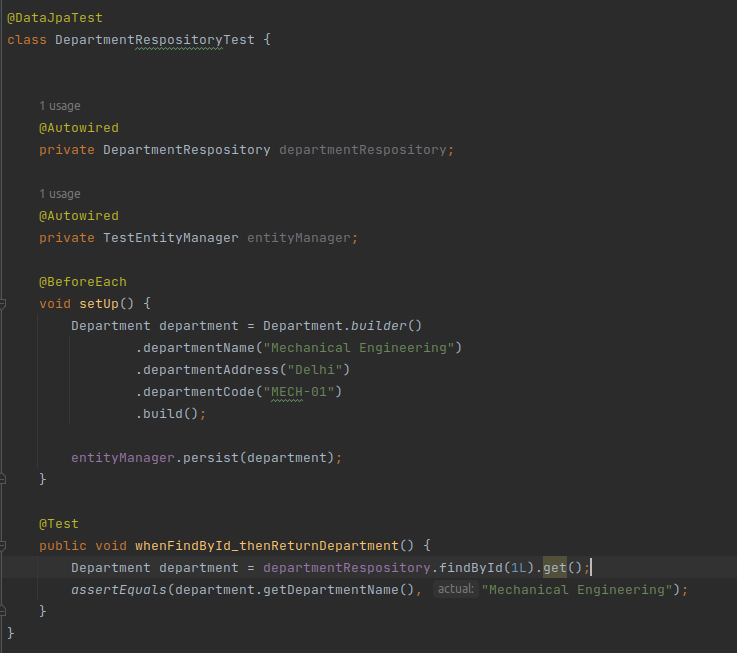 @DataJpaTest
class DepartmentRespositoryTest {
1 usage
@Autowired
private DepartmentRespository departmentRespository;
1 usage
@Autowired
private TestEntityManager entityManager;
@BeforeEach
void setUp() {
Department department = Department.builder()
.departmentName("Mechanical Engineering")
.departmentAddress("Delhi")
.departmentCode("MECH-01")
.build();
entityManager.persist(department);
}
@Test
public void whenFindById_thenReturnDepartment() {
Department department = departmentRespository.findById(1L).get();
assertEquals(department.getDepartmentName(), actual: "Mechanical Engineering");
}
}